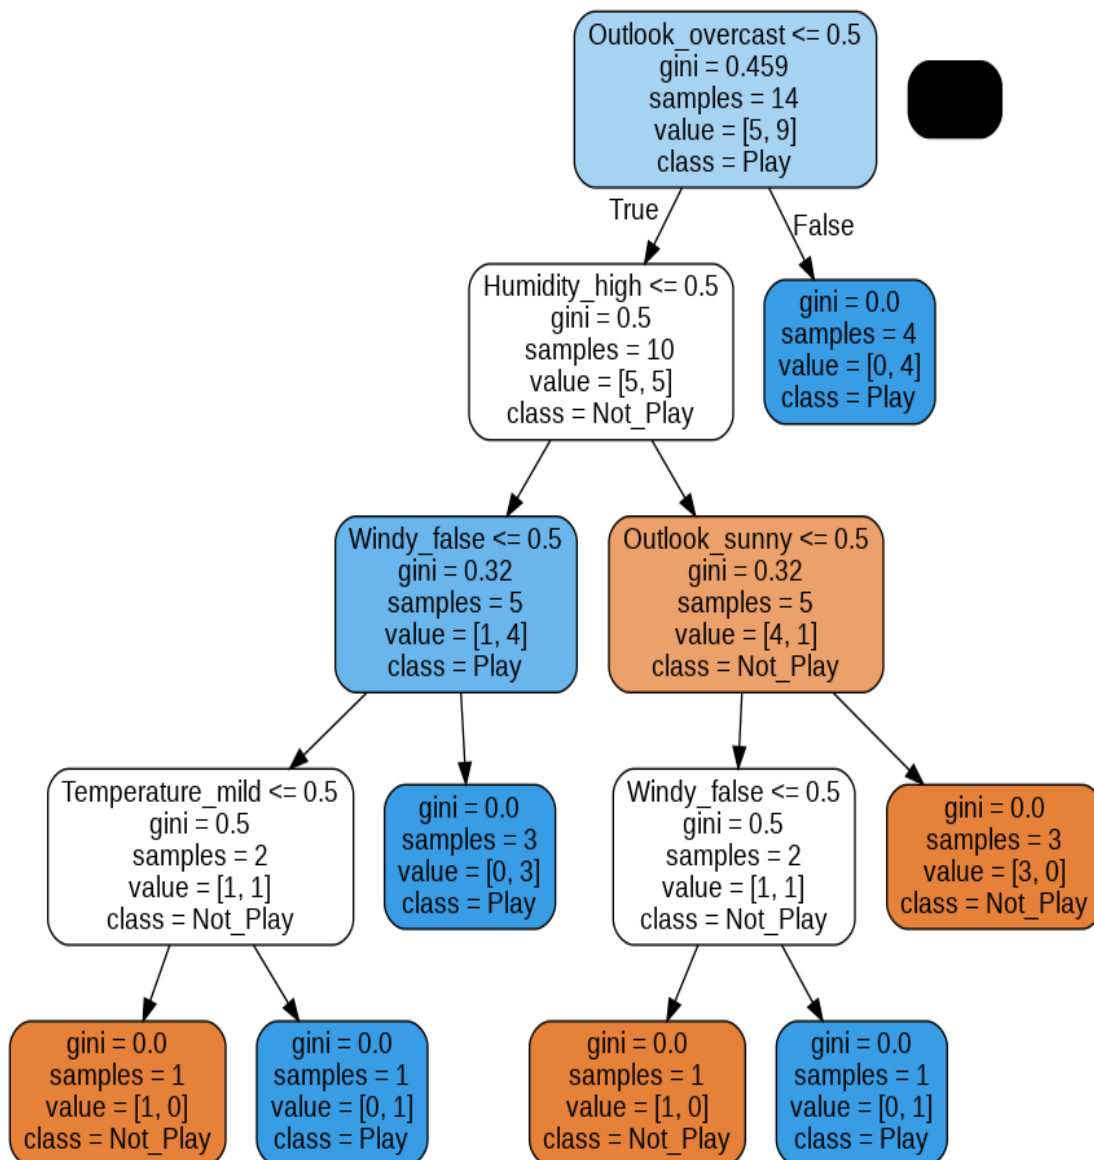 Outlook_overcast <= 0.5
gini = 0.459
samples = 14
value = [5, 9]
class = Play
True
False
Humidity_high <= 0.5
gini = 0.5
samples = 10
value = [5, 5]
class = Not_Play
gini = 0.0
samples = 4
value = [0, 4]
class = Play
Windy_false <= 0.5
gini = 0.32
samples = 5
value = [1, 4]
class = Play
Outlook_sunny <= 0.5
gini = 0.32
samples = 5
value = [4, 1]
class = Not_Play
Temperature_mild <= 0.5
gini = 0.5
samples = 2
value = [1, 1]
class = Not_Play
gini = 0.0
samples = 3
value = [0, 3]
class = Play
Windy_false <= 0.5
gini = 0.5
samples = 2
value = [1, 1]
class = Not_Play
gini = 0.0
samples = 3
value = [3, 0]
class = Not_Play
gini = 0.0
samples = 1
value = [1, 0]
class = Not_Play
gini = 0.0
samples = 1
value = [0, 1]
class = Play
gini = 0.0
samples = 1
value = [1, 0]
class = Not_Play
gini = 0.0
samples = 1
value = [0, 1]
class = Play